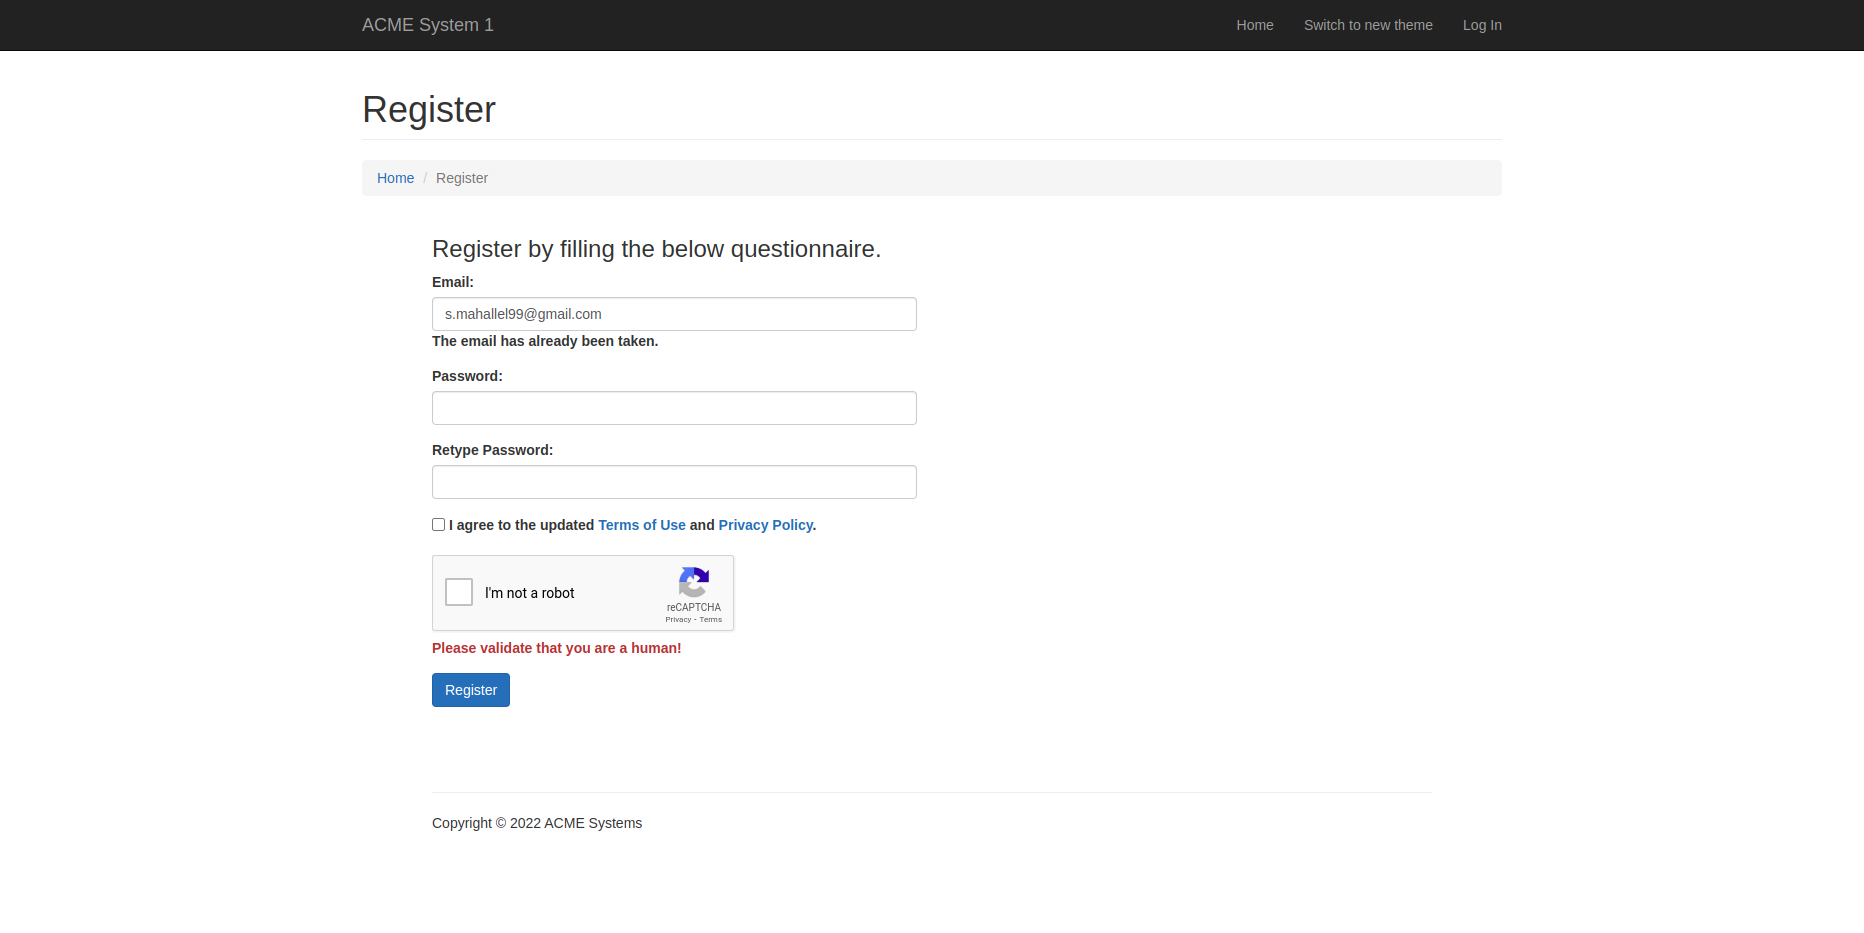 ACME System 1
Home
Switch to new theme
Log In
Register
Home / Register
Register by filling the below questionnaire.
Email:
s.mahallel99@gmail.com
The email has already been taken.
Password:
Retype Password:
I agree to the updated Terms of Use and Privacy Policy.
I'm not a robot
reCAPTCHA
Privacy - Terms
Please validate that you are a human!
Register
Copyright © 2022 ACME Systems